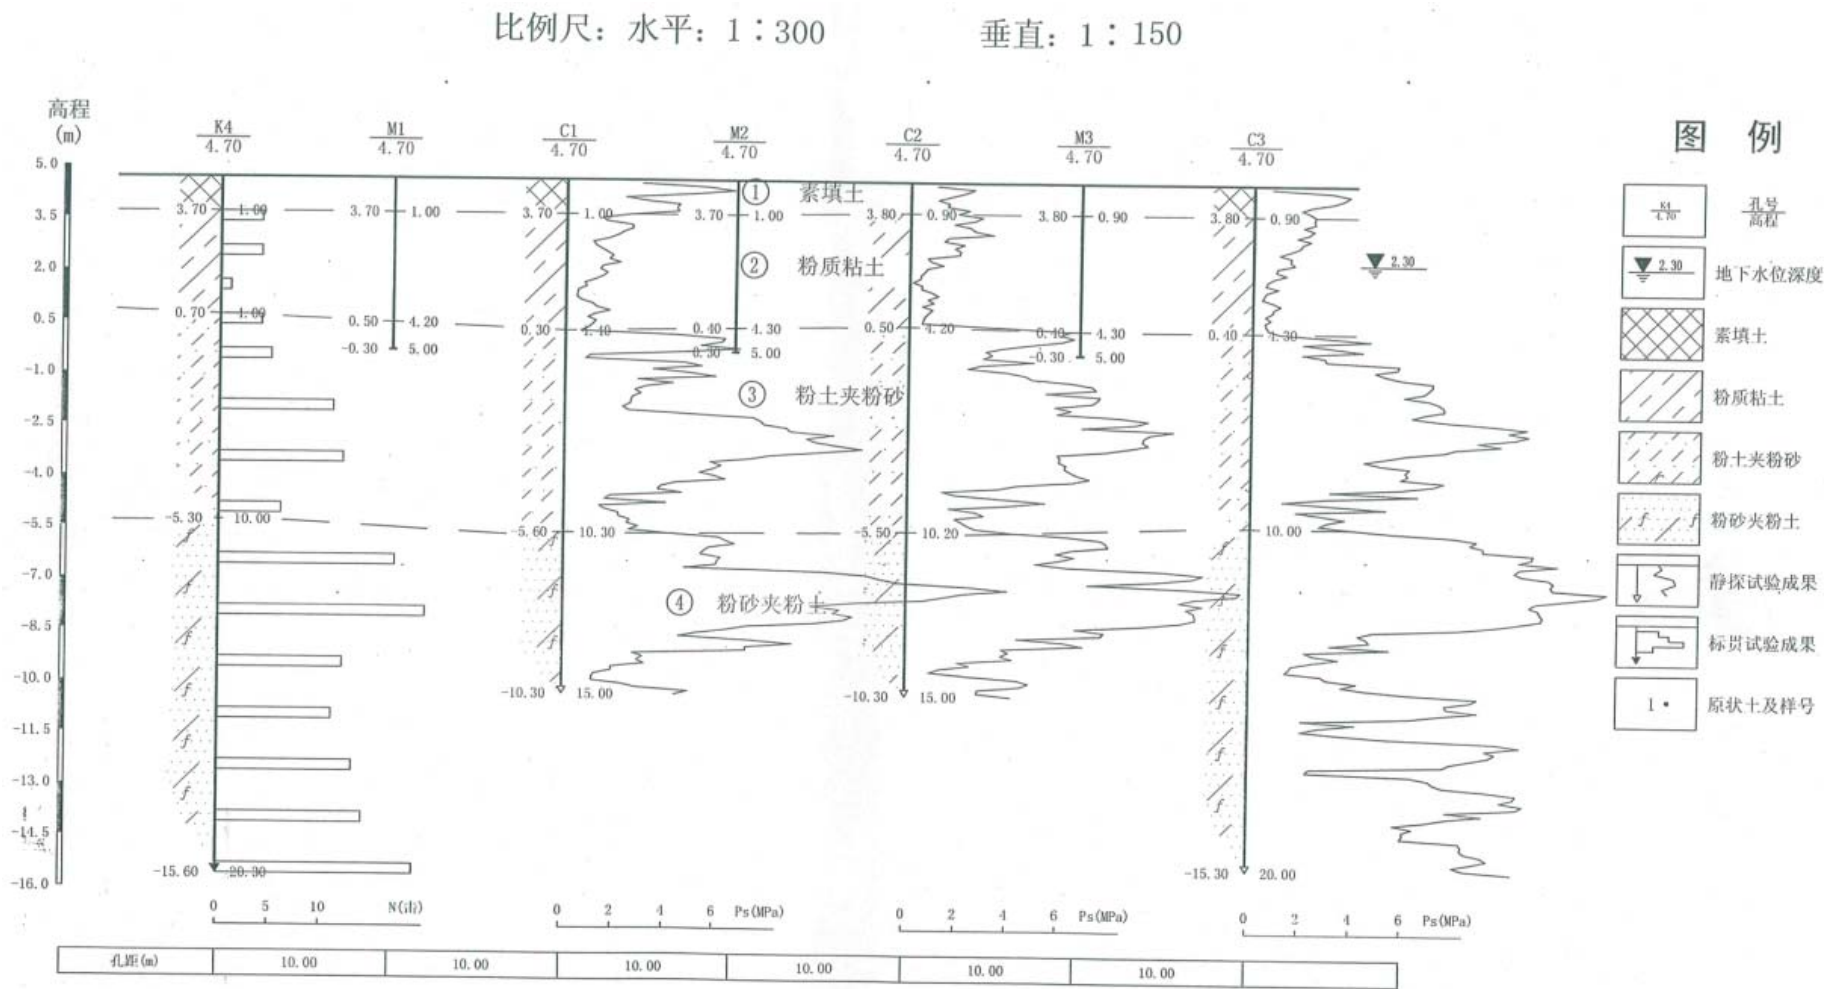 比例尺：水平：1：300 垂直：1：150
高程
(m)
K4
4.70
M1
4.70
C1
4.70
M2
4.70
C2
4.70
M3
4.70
C3
4.70
5.0
3.5
2.0
0.5
-1.0
-2.5
-4.0
-5.5
-7.0
-8.5
-10.0
-11.5
-13.0
-14.5
-16.0
3.70 1.00
0.70 1.00
-5.30 10.00
-15.60 20.30
3.70 1.00
0.50 4.20
-0.30 5.00
3.70 1.00
0.30 4.40
-5.60 10.30
-10.30 15.00
3.70 1.00
0.40 4.30
0.30 5.00
3.80 0.90
0.50 4.20
-5.50 10.20
-10.30 15.00
3.80 0.90
0.40 4.30
-0.30 5.00
3.80 0.90
0.40 4.30
10.00
-15.30 20.00
① 素填土
② 粉质粘土
③ 粉土夹粉砂
④ 粉砂夹粉土
2.30
0 5 10 N(击)
0 2 4 6 Ps(MPa)
0 2 4 6 Ps(MPa)
0 2 4 6 Ps(MPa)
孔距(m) 10.00 10.00 10.00 10.00 10.00 10.00
图 例
K4
4.70
孔号
高程
2.30 地下水位深度
素填土
粉质粘土
粉土夹粉砂
f f 粉砂夹粉土
静探试验成果
标贯试验成果
1 • 原状土及样号